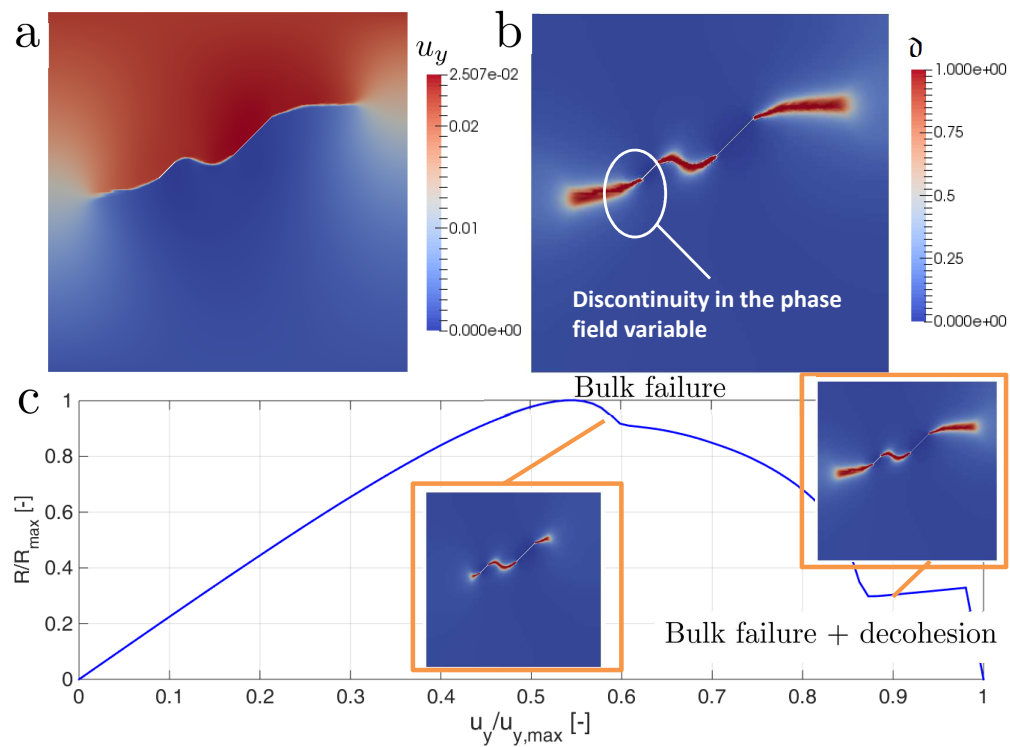 a
u_y
2.507e-02
0.02
0.01
0.000e+00
b
𝔡
1.000e+00
0.75
0.50
0.25
0.000e+00
Discontinuity in the phase
field variable
c
Bulk failure
1
0.8
0.6
0.4
0.2
0
R/R_max [-]
Bulk failure + decohesion
0 0.1 0.2 0.3 0.4 0.5 0.6 0.7 0.8 0.9 1
u_y/u_y,max [-]